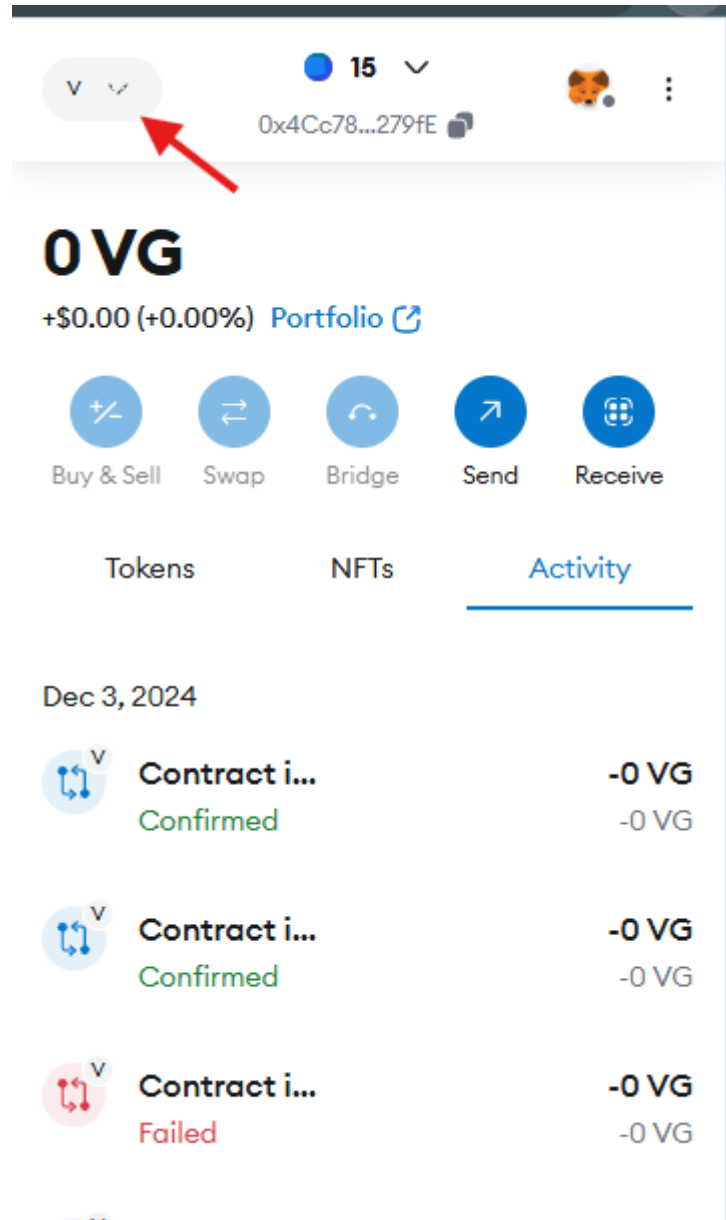 V
15
0x4Cc78...279fE
0 VG
+$0.00 (+0.00%) Portfolio
Buy & Sell Swap Bridge Send Receive
Tokens NFTs Activity
Dec 3, 2024
V
Contract i... -0 VG
Confirmed -0 VG
V
Contract i... -0 VG
Confirmed -0 VG
V
Contract i... -0 VG
Failed -0 VG